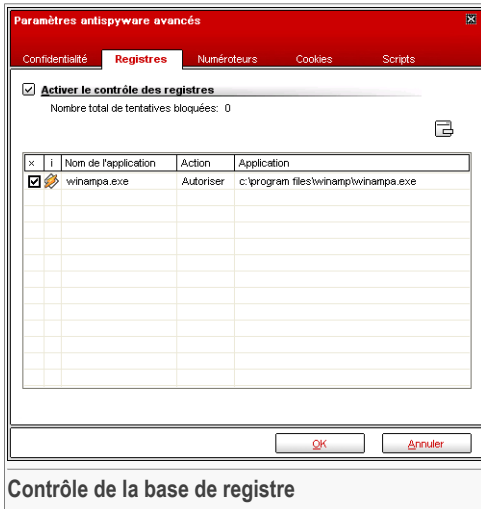 Paramètres antispyware avancés
Confidentialité Registres Numéroteurs Cookies Scripts
Activer le contrôle des registres
Nombre total de tentatives bloquées: 0
× i Nom de l'application Action Application
winampa.exe Autoriser c:\program files\winamp\winampa.exe
OK Annuler
Contrôle de la base de registre